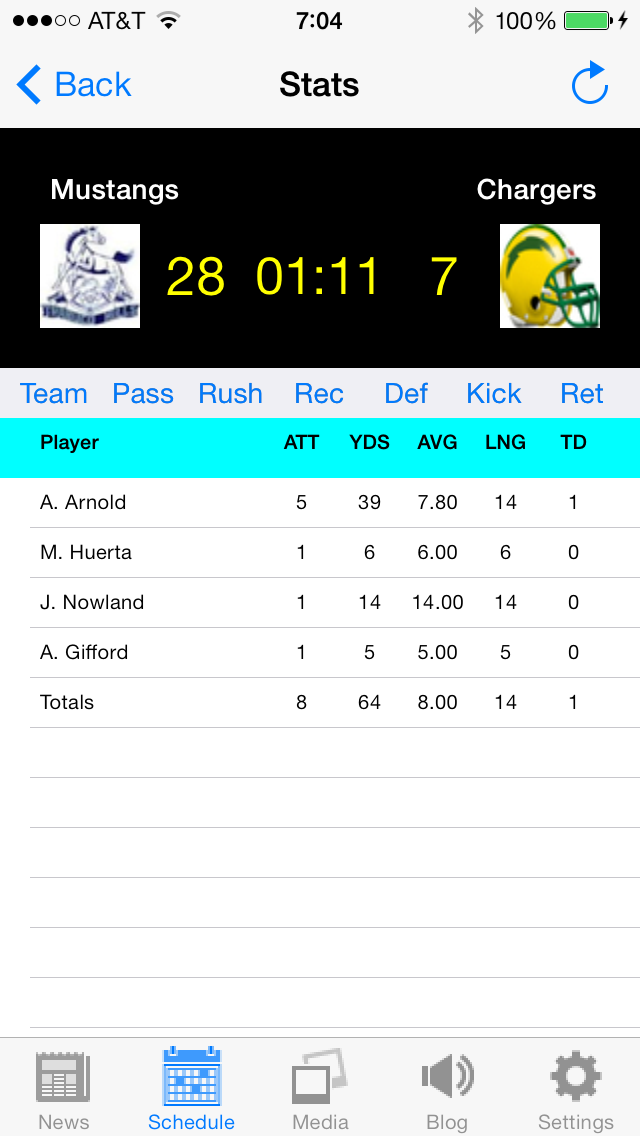 AT&T 7:04 100%
Back Stats
Mustangs Chargers
28 01:11 7
Team Pass Rush Rec Def Kick Ret
Player ATT YDS AVG LNG TD
A. Arnold 5 39 7.80 14 1
M. Huerta 1 6 6.00 6 0
J. Nowland 1 14 14.00 14 0
A. Gifford 1 5 5.00 5 0
Totals 8 64 8.00 14 1
News Schedule Media Blog Settings